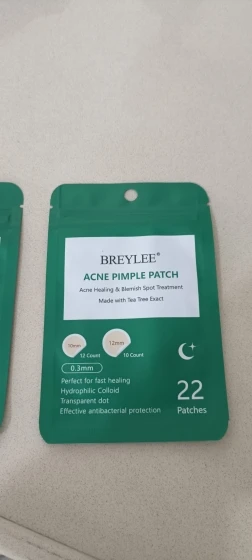 BREYLEE®
ACNE PIMPLE PATCH
Acne Healing & Blemish Spot Treatment
Made with Tea Tree Exact
10mm
12 Count
12mm
10 Count
0.3mm
Perfect for fast healing
Hydrophilic Colloid
Transparent dot
Effective antibacterial protection
22
Patches